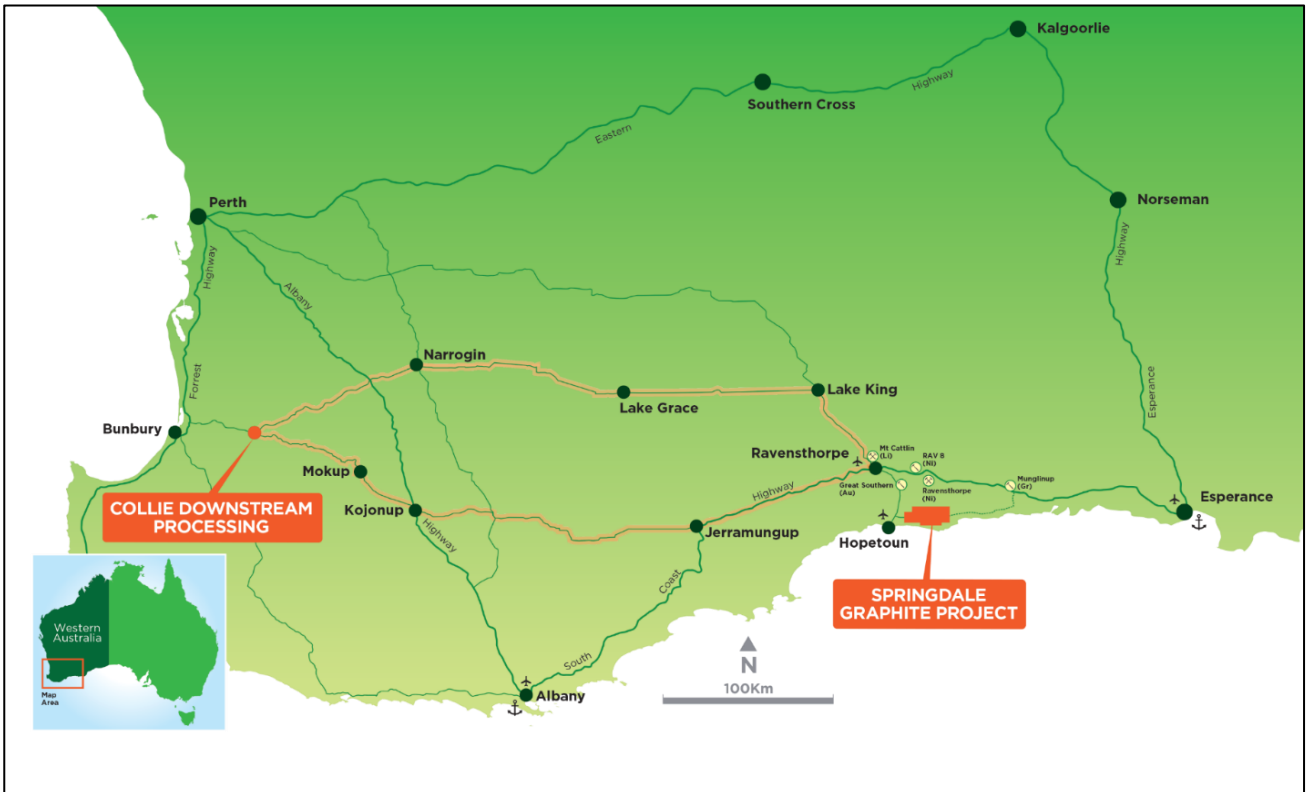 Kalgoorlie
Highway
Southern Cross
Eastern
Perth
Norseman
Highway
Highway
Albany
Narrogin
Lake King
Lake Grace
Forrest
Esperance
Bunbury
Ravensthorpe
Mt Cattlin
(Li)
RAV 8
(Ni)
Mokup
Great Southern
(Au)
Ravensthorpe
(Ni)
Munglinup
(Gr)
Highway
Esperance
COLLIE DOWNSTREAM
PROCESSING
Kojonup
Highway
Jerramungup
Hopetoun
Coast
SPRINGDALE
GRAPHITE PROJECT
Western
Australia
South
N
100Km
Map
Area
Albany